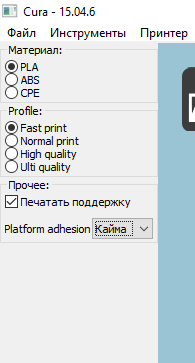 Cura - 15.04.6
Файл Инструменты Принтер
Материал:
PLA
ABS
CPE
Profile:
Fast print
Normal print
High quality
Ulti quality
Прочее:
Печатать поддержку
Platform adhesion Кайма